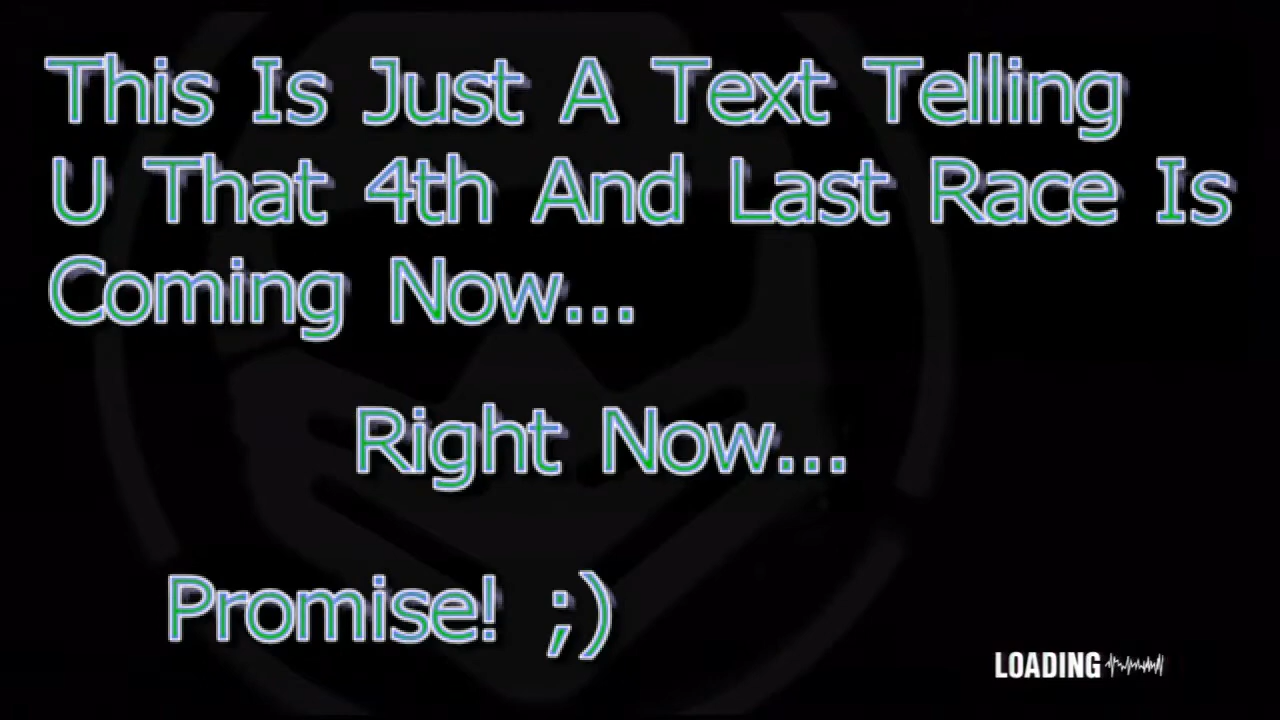 This Is Just A Text Telling
U That 4th And Last Race Is
Coming Now...
Right Now...
Promise! ;)
LOADING